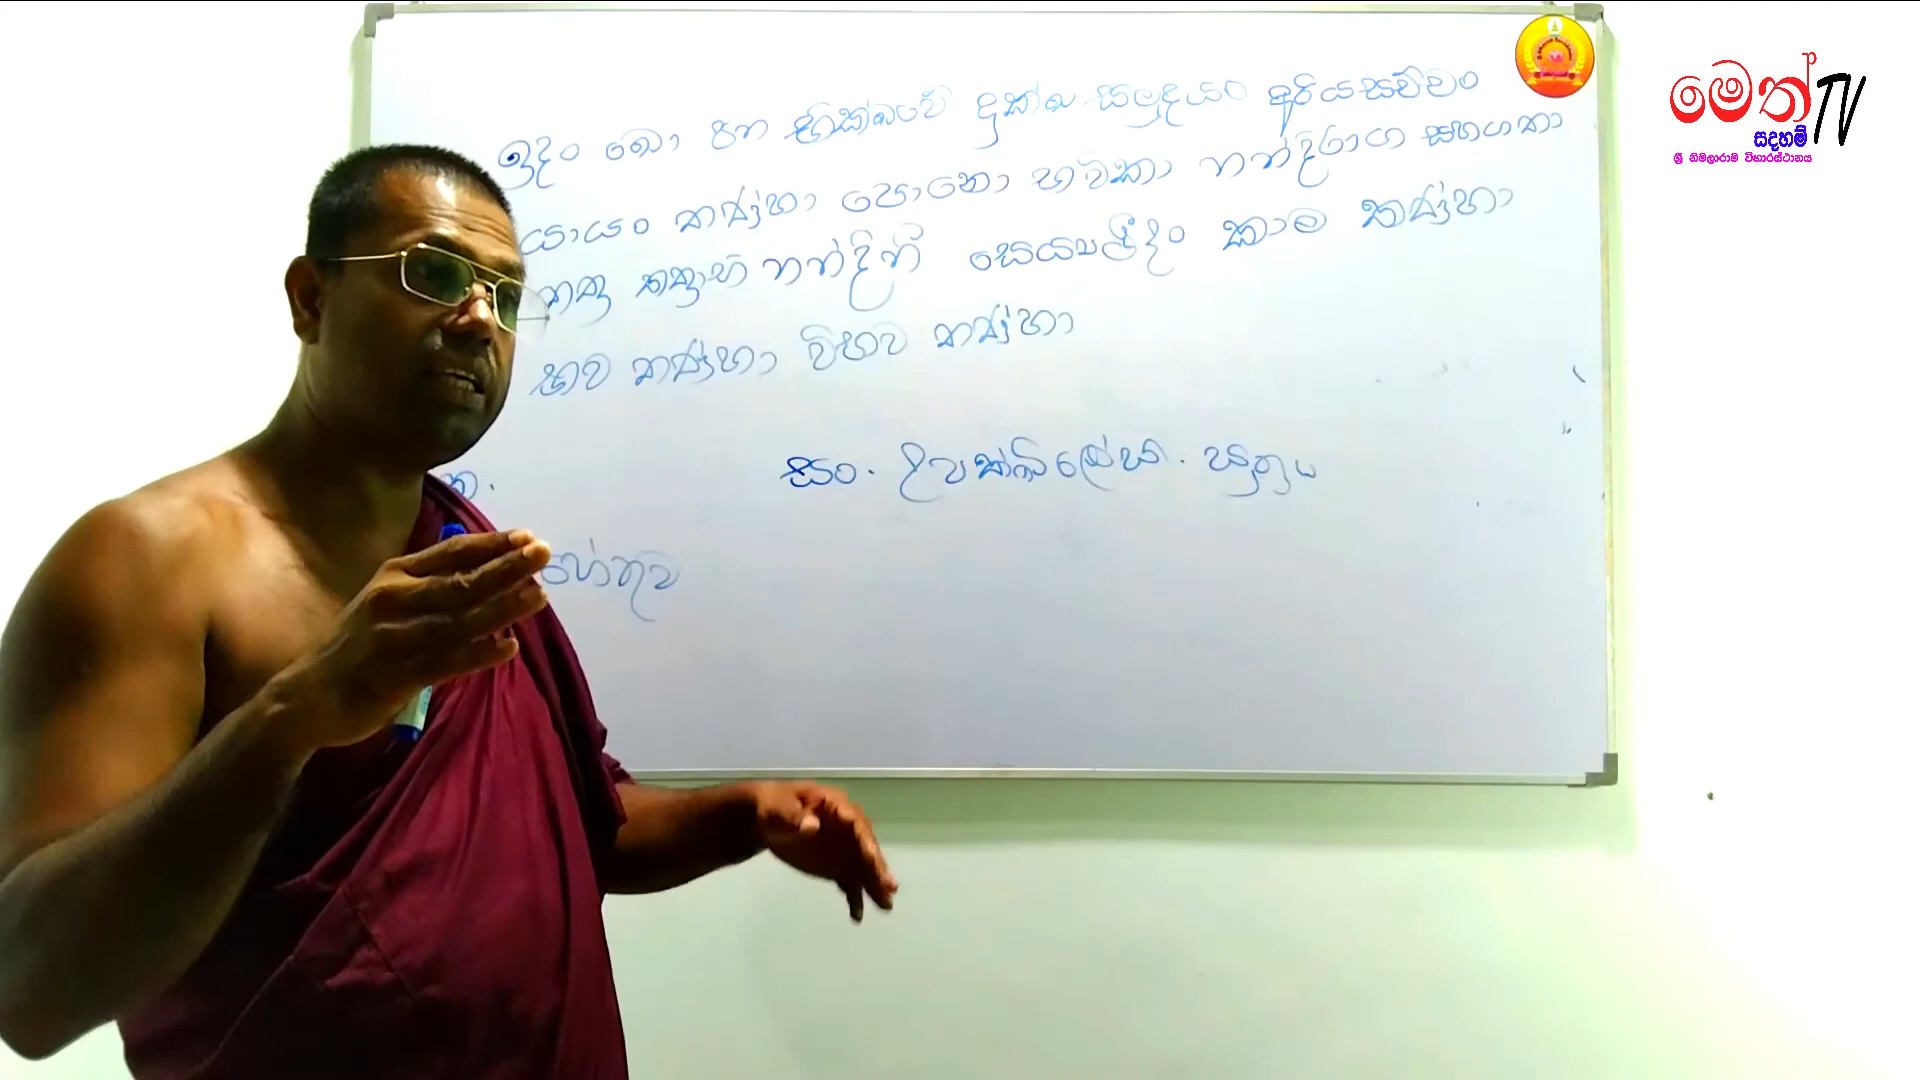 ඉදං ඛො පන භික්ඛවේ දුක්ඛ සමුදයං අරියසච්චං
යායං තණ්හා පොනො භවිකා නන්දිරාග සහගතා
තත්‍ර තත්‍රාභි නන්දිනී සෙය්‍යථීදං කාම තණ්හා
භව තණ්හා විභව තණ්හා
සං. උපක්කිලේස. සූත්‍රය
හේතුව
මෙත් TV
සදහම්
ශ්‍රී නිමලාරාම විහාරස්ථානය